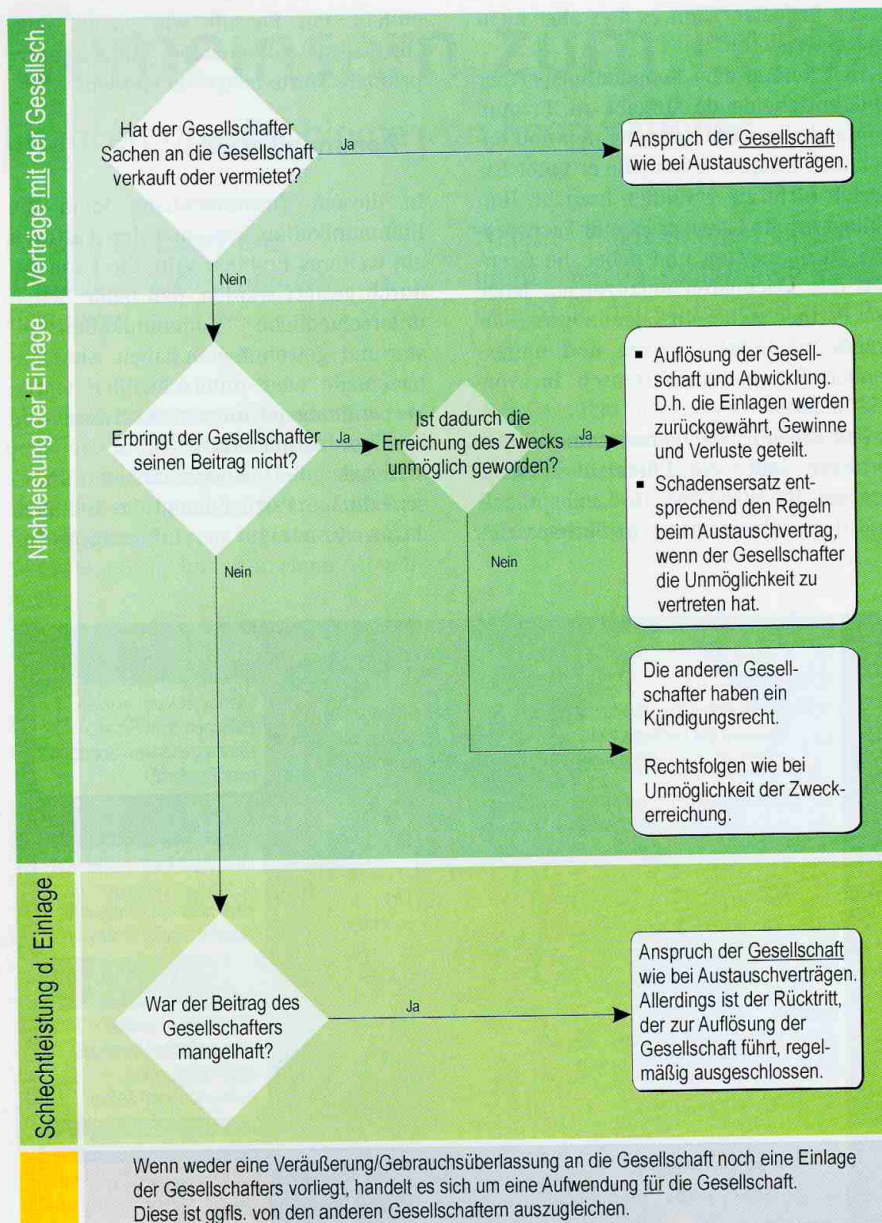 Verträge mit der Gesellsch.
Hat der Gesellschafter
Sachen an die Gesellschaft
verkauft oder vermietet?
Ja
Anspruch der Gesellschaft
wie bei Austauschverträgen.
Nein
Nichtleistung der Einlage
Erbringt der Gesellschafter
seinen Beitrag nicht?
Ja
Ist dadurch die
Erreichung des Zwecks
unmöglich geworden?
Ja
▪ Auflösung der Gesell-
schaft und Abwicklung.
D.h. die Einlagen werden
zurückgewährt, Gewinne
und Verluste geteilt.
▪ Schadensersatz ent-
sprechend den Regeln
beim Austauschvertrag,
wenn der Gesellschafter
die Unmöglichkeit zu
vertreten hat.
Nein
Nein
Die anderen Gesell-
schafter haben ein
Kündigungsrecht.
Rechtsfolgen wie bei
Unmöglichkeit der Zweck-
erreichung.
Schlechtleistung d. Einlage
War der Beitrag des
Gesellschafters
mangelhaft?
Ja
Anspruch der Gesellschaft
wie bei Austauschverträgen.
Allerdings ist der Rücktritt,
der zur Auflösung der
Gesellschaft führt, regel-
mäßig ausgeschlossen.
Wenn weder eine Veräußerung/Gebrauchsüberlassung an die Gesellschaft noch eine Einlage
der Gesellschafters vorliegt, handelt es sich um eine Aufwendung für die Gesellschaft.
Diese ist ggfls. von den anderen Gesellschaftern auszugleichen.